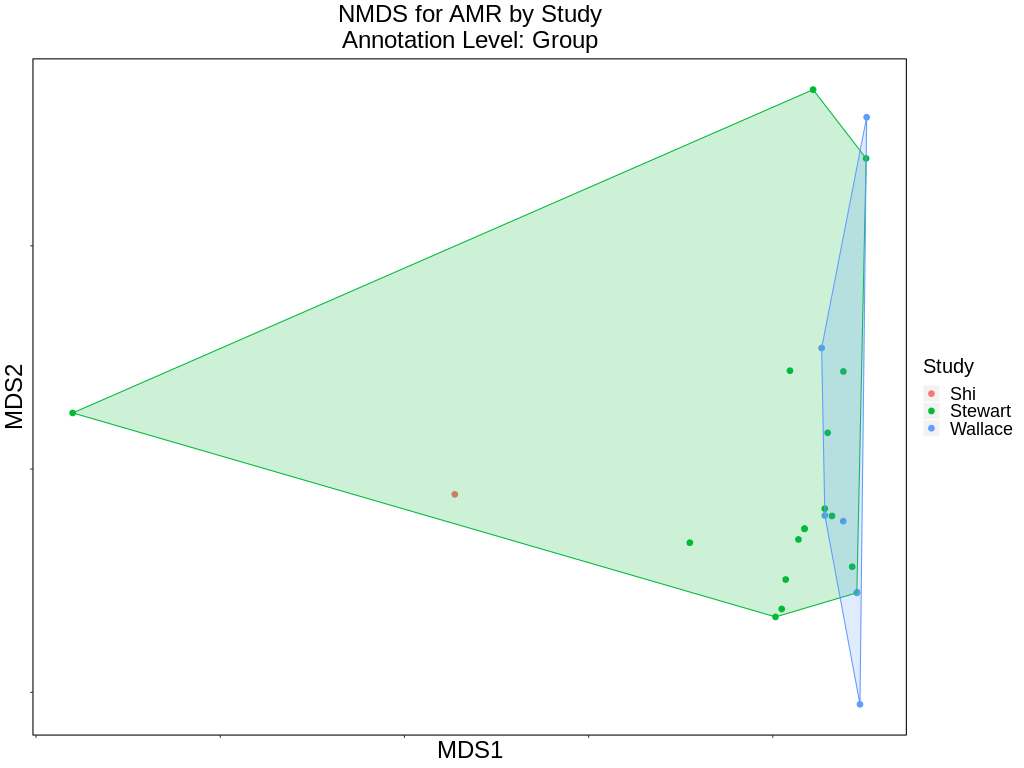 NMDS for AMR by Study
Annotation Level: Group
MDS2
MDS1
Study
Shi
Stewart
Wallace